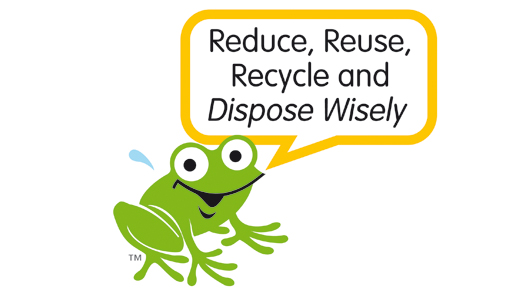 Reduce, Reuse,
Recycle and
Dispose Wisely
TM